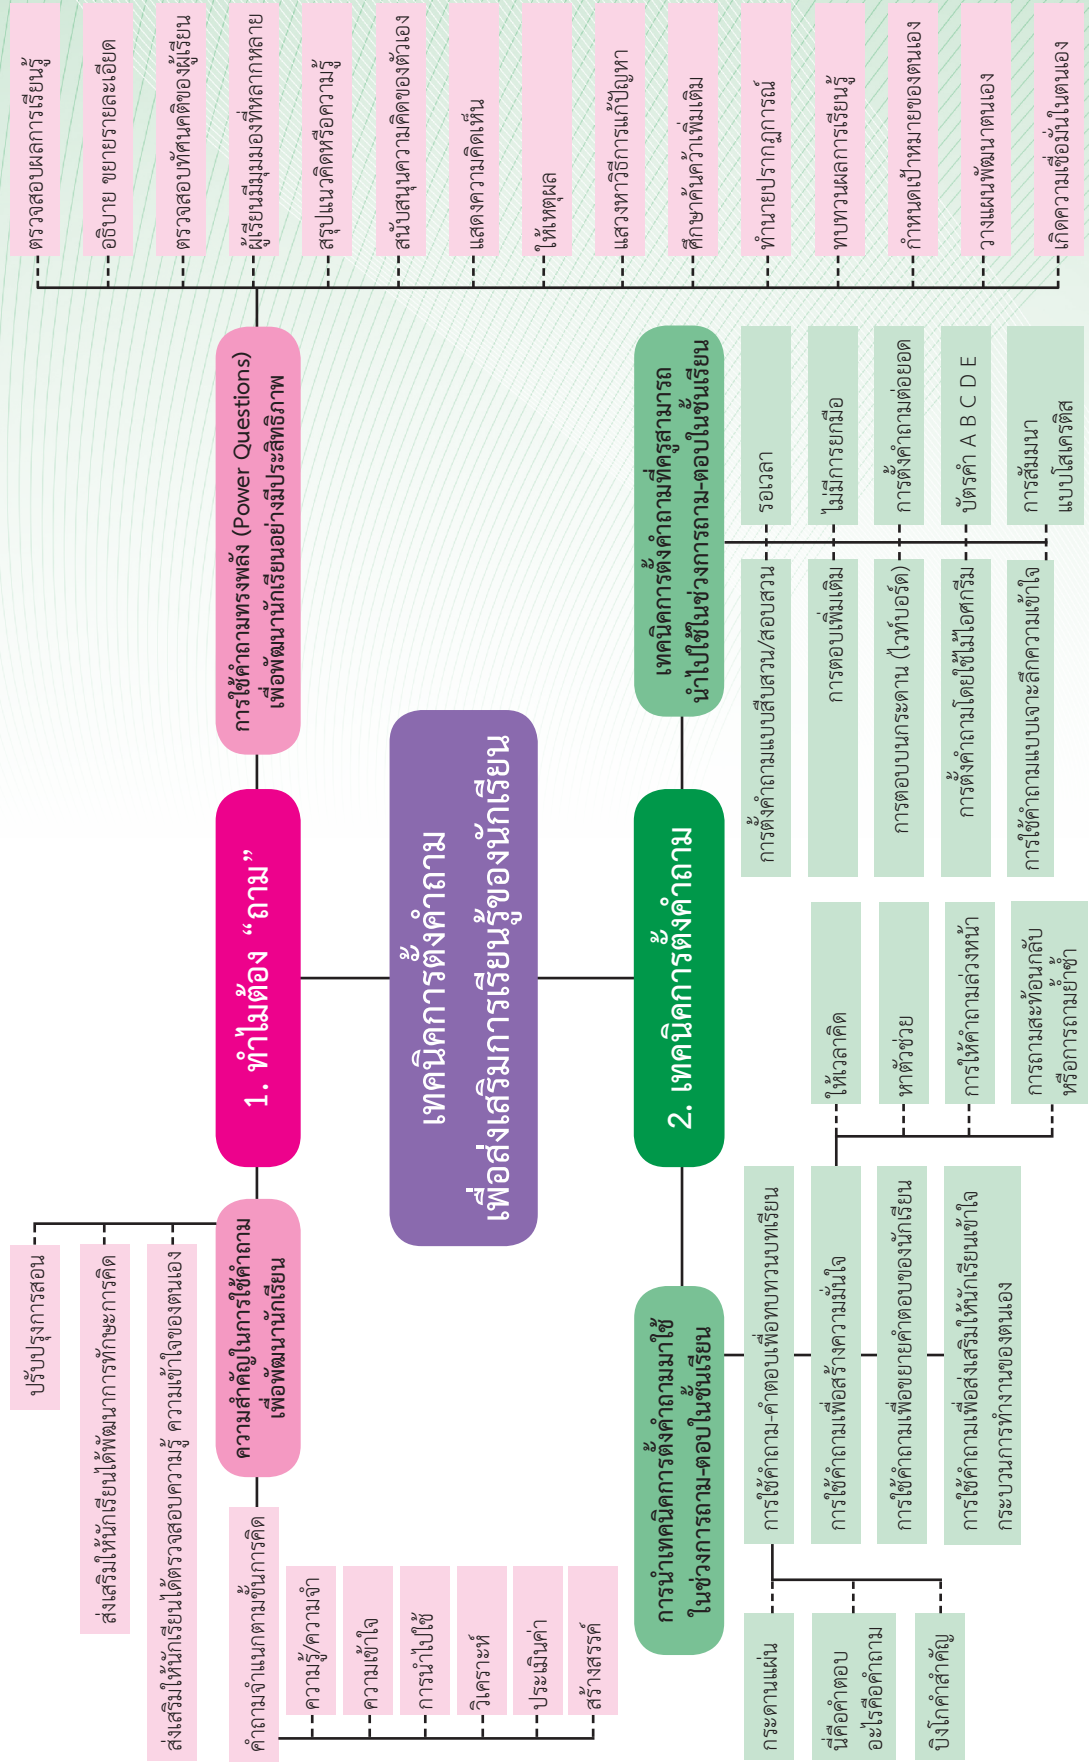 เทคนิคการตั้งคำถาม
เพื่อส่งเสริมการเรียนรู้ของนักเรียน
1. ทำไมต้อง “ถาม”
ความสำคัญในการใช้คำถาม
เพื่อพัฒนานักเรียน
ปรับปรุงการสอน
ส่งเสริมให้นักเรียนได้พัฒนาการทักษะการคิด
ส่งเสริมให้นักเรียนได้ตรวจสอบความรู้ ความเข้าใจของตนเอง
คำถามจำแนกตามขั้นการคิด
ความรู้/ความจำ
ความเข้าใจ
การนำไปใช้
วิเคราะห์
ประเมินค่า
สร้างสรรค์
การใช้คำถามทรงพลัง (Power Questions)
เพื่อพัฒนานักเรียนอย่างมีประสิทธิภาพ
ตรวจสอบผลการเรียนรู้
อธิบาย ขยายรายละเอียด
ตรวจสอบทัศนคติของผู้เรียน
ผู้เรียนมีมุมมองที่หลากหลาย
สรุปแนวคิดหรือความรู้
สนับสนุนความคิดของตัวเอง
แสดงความคิดเห็น
ให้เหตุผล
แสวงหาวิธีการแก้ปัญหา
ศึกษาค้นคว้าเพิ่มเติม
ทำนายปรากฏการณ์
ทบทวนผลการเรียนรู้
กำหนดเป้าหมายของตนเอง
วางแผนพัฒนาตนเอง
เกิดความเชื่อมั่นในตนเอง
2. เทคนิคการตั้งคำถาม
การนำเทคนิคการตั้งคำถามมาใช้
ในช่วงการถาม-ตอบในชั้นเรียน
การใช้คำถาม-คำตอบเพื่อทบทวนบทเรียน
กระดานแผ่น
นี่คือคำตอบ
อะไรคือคำถาม
บิงโกคำสำคัญ
การใช้คำถามเพื่อสร้างความมั่นใจ
ให้เวลาคิด
หาตัวช่วย
การให้คำถามล่วงหน้า
การถามสะท้อนกลับ
หรือการถามย้ำซ้ำ
การใช้คำถามเพื่อขยายคำตอบของนักเรียน
การใช้คำถามเพื่อส่งเสริมให้นักเรียนเข้าใจ
กระบวนการทำงานของตนเอง
เทคนิคการตั้งคำถามที่ครูสามารถ
นำไปใช้ในช่วงการถาม-ตอบในชั้นเรียน
การตั้งคำถามแบบสืบสวน/สอบสวน
รอเวลา
การตอบเพิ่มเติม
ไม่มีการยกมือ
การตอบบนกระดาน (ไวท์บอร์ด)
การตั้งคำถามต่อยอด
การตั้งคำถามโดยใช้ไม้ไอศกรีม
บัตรคำ A B C D E
การใช้คำถามแบบเจาะลึกความเข้าใจ
การสัมมนา
แบบโสเครติส